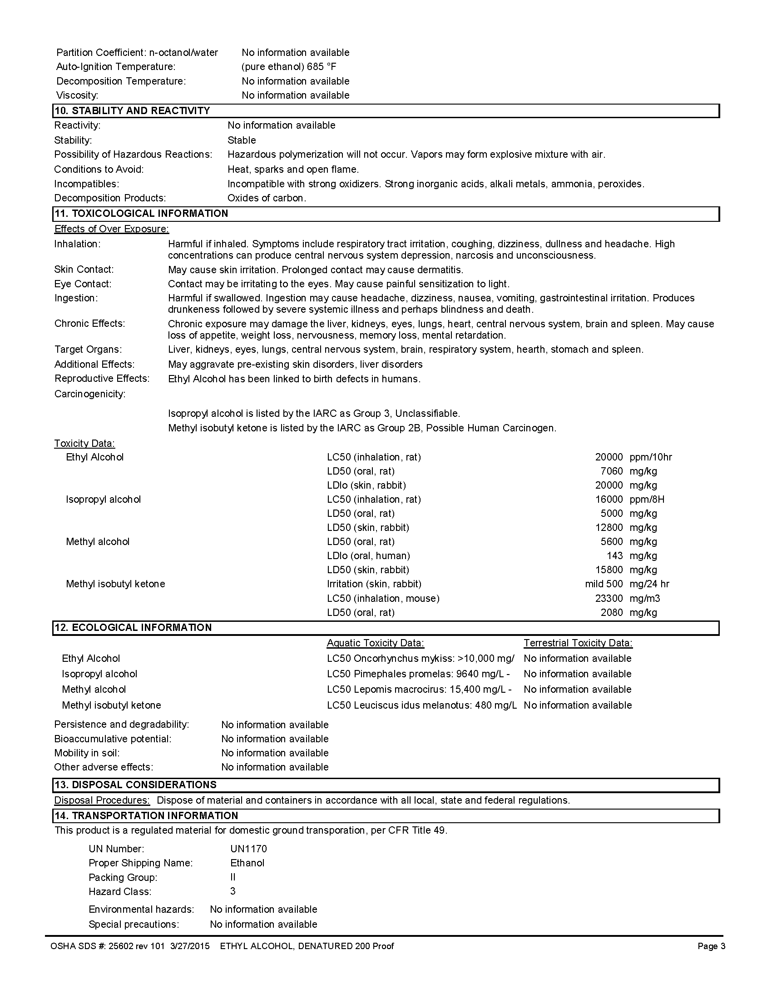 Partition Coefficient: n-octanol/water No information available
Auto-Ignition Temperature: (pure ethanol) 685 °F
Decomposition Temperature: No information available
Viscosity: No information available
10. STABILITY AND REACTIVITY
Reactivity: No information available
Stability: Stable
Possibility of Hazardous Reactions: Hazardous polymerization will not occur. Vapors may form explosive mixture with air.
Conditions to Avoid: Heat, sparks and open flame.
Incompatibles: Incompatible with strong oxidizers. Strong inorganic acids, alkali metals, ammonia, peroxides.
Decomposition Products: Oxides of carbon.
11. TOXICOLOGICAL INFORMATION
Effects of Over Exposure:
Inhalation: Harmful if inhaled. Symptoms include respiratory tract irritation, coughing, dizziness, dullness and headache. High
concentrations can produce central nervous system depression, narcosis and unconsciousness.
Skin Contact: May cause skin irritation. Prolonged contact may cause dermatitis.
Eye Contact: Contact may be irritating to the eyes. May cause painful sensitization to light.
Ingestion: Harmful if swallowed. Ingestion may cause headache, dizziness, nausea, vomiting, gastrointestinal irritation. Produces
drunkeness followed by severe systemic illness and perhaps blindness and death.
Chronic Effects: Chronic exposure may damage the liver, kidneys, eyes, lungs, heart, central nervous system, brain and spleen. May cause
loss of appetite, weight loss, nervousness, memory loss, mental retardation.
Target Organs: Liver, kidneys, eyes, lungs, central nervous system, brain, respiratory system, hearth, stomach and spleen.
Additional Effects: May aggravate pre-existing skin disorders, liver disorders
Reproductive Effects: Ethyl Alcohol has been linked to birth defects in humans.
Carcinogenicity:
Isopropyl alcohol is listed by the IARC as Group 3, Unclassifiable.
Methyl isobutyl ketone is listed by the IARC as Group 2B, Possible Human Carcinogen.
Toxicity Data:
Ethyl Alcohol LC50 (inhalation, rat) 20000 ppm/10hr
LD50 (oral, rat) 7060 mg/kg
LDlo (skin, rabbit) 20000 mg/kg
Isopropyl alcohol LC50 (inhalation, rat) 16000 ppm/8H
LD50 (oral, rat) 5000 mg/kg
LD50 (skin, rabbit) 12800 mg/kg
Methyl alcohol LD50 (oral, rat) 5600 mg/kg
LDlo (oral, human) 143 mg/kg
LD50 (skin, rabbit) 15800 mg/kg
Methyl isobutyl ketone Irritation (skin, rabbit) mild 500 mg/24 hr
LC50 (inhalation, mouse) 23300 mg/m3
LD50 (oral, rat) 2080 mg/kg
12. ECOLOGICAL INFORMATION
Aquatic Toxicity Data: Terrestrial Toxicity Data:
Ethyl Alcohol LC50 Oncorhynchus mykiss: >10,000 mg/ No information available
Isopropyl alcohol LC50 Pimephales promelas: 9640 mg/L - No information available
Methyl alcohol LC50 Lepomis macrocirus: 15,400 mg/L - No information available
Methyl isobutyl ketone LC50 Leuciscus idus melanotus: 480 mg/L No information available
Persistence and degradability: No information available
Bioaccumulative potential: No information available
Mobility in soil: No information available
Other adverse effects: No information available
13. DISPOSAL CONSIDERATIONS
Disposal Procedures: Dispose of material and containers in accordance with all local, state and federal regulations.
14. TRANSPORTATION INFORMATION
This product is a regulated material for domestic ground transporation, per CFR Title 49.
UN Number: UN1170
Proper Shipping Name: Ethanol
Packing Group: II
Hazard Class: 3
Environmental hazards: No information available
Special precautions: No information available
OSHA SDS #: 25602 rev 101 3/27/2015 ETHYL ALCOHOL, DENATURED 200 Proof Page 3